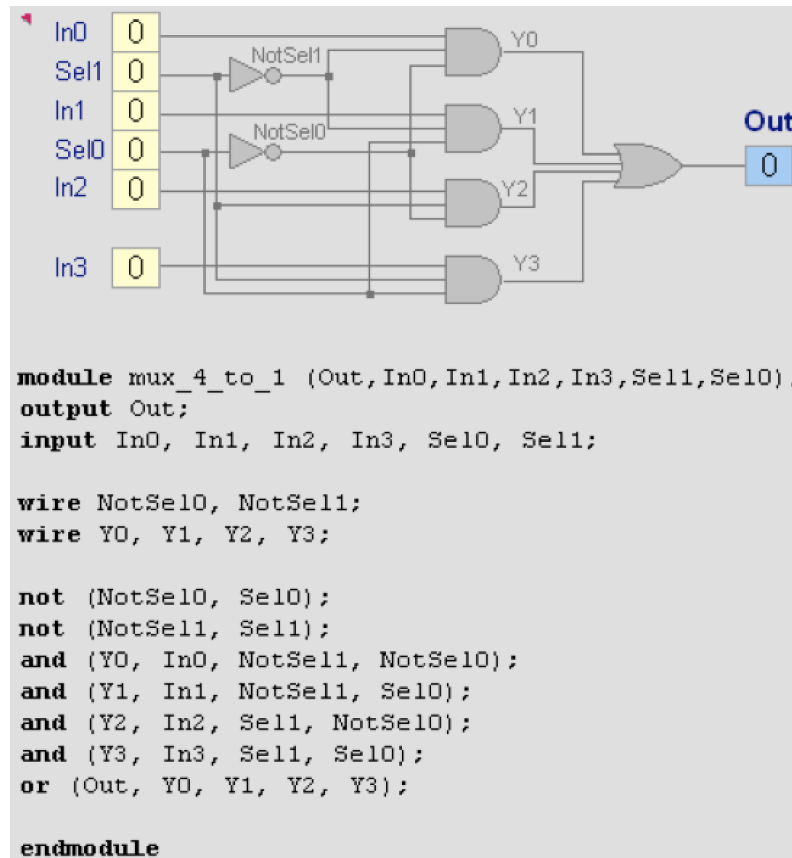 In0 0 Y0
Sel1 0 NotSel1
In1 0 Y1 Out
Sel0 0 NotSel0 0
In2 0 Y2
In3 0 Y3
module mux_4_to_1 (Out,In0,In1,In2,In3,Sel1,Sel0)
output Out;
input In0, In1, In2, In3, Sel0, Sel1;
wire NotSel0, NotSel1;
wire Y0, Y1, Y2, Y3;
not (NotSel0, Sel0);
not (NotSel1, Sel1);
and (Y0, In0, NotSel1, NotSel0);
and (Y1, In1, NotSel1, Sel0);
and (Y2, In2, Sel1, NotSel0);
and (Y3, In3, Sel1, Sel0);
or (Out, Y0, Y1, Y2, Y3);
endmodule